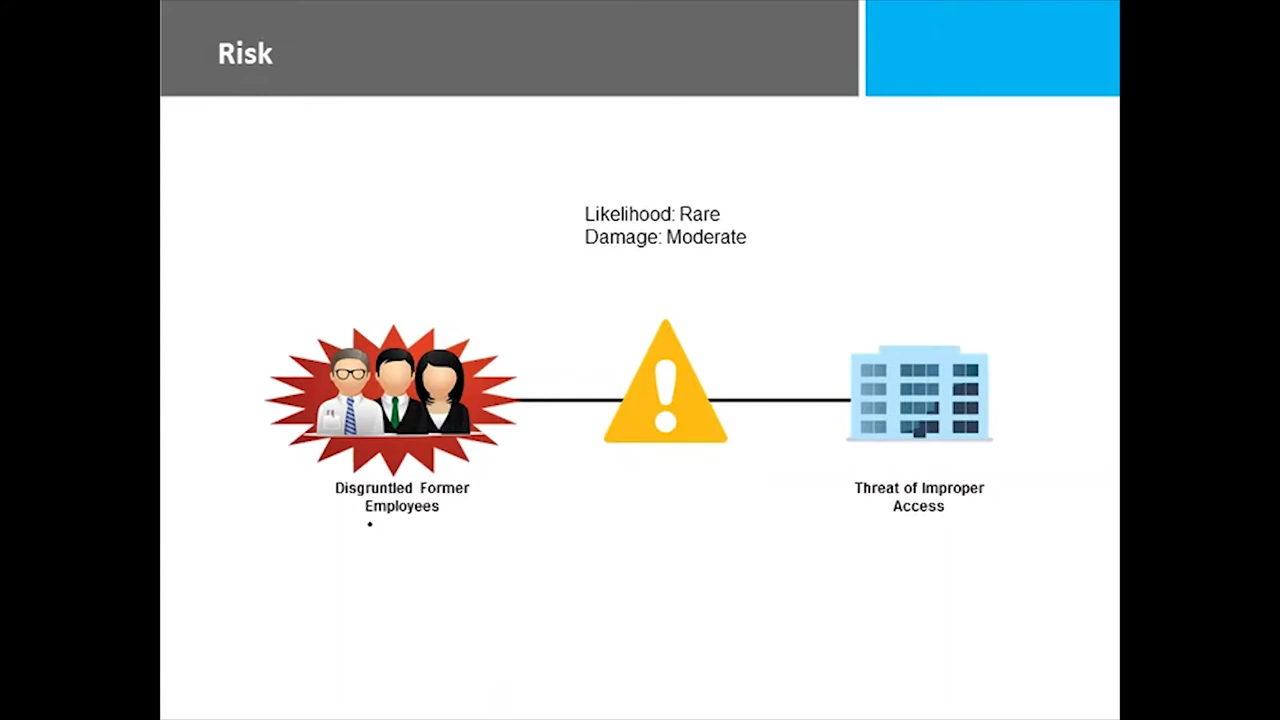 Risk
Likelihood: Rare
Damage: Moderate
Disgruntled Former
Employees
•
Threat of Improper
Access